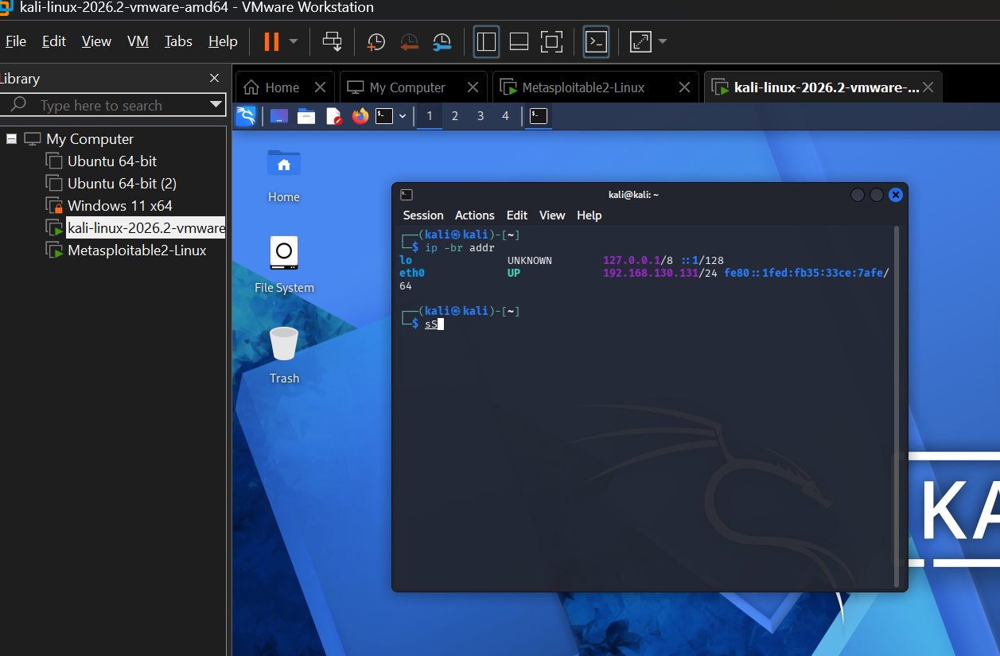 kali-linux-2026.2-vmware-amd64 - VMware Workstation
File Edit View VM Tabs Help
Library
Type here to search
My Computer
Ubuntu 64-bit
Ubuntu 64-bit (2)
Windows 11 x64
kali-linux-2026.2-vmware
Metasploitable2-Linux
Home
My Computer
Metasploitable2-Linux
kali-linux-2026.2-vmware-...
1 2 3 4
Home
File System
Trash
kali@kali: ~
Session Actions Edit View Help
┌──(kali㉿kali)-[~]
└─$ ip -br addr
lo UNKNOWN 127.0.0.1/8 ::1/128
eth0 UP 192.168.130.131/24 fe80::1fed:fb35:33ce:7afe/
64
┌──(kali㉿kali)-[~]
└─$ sS
KA